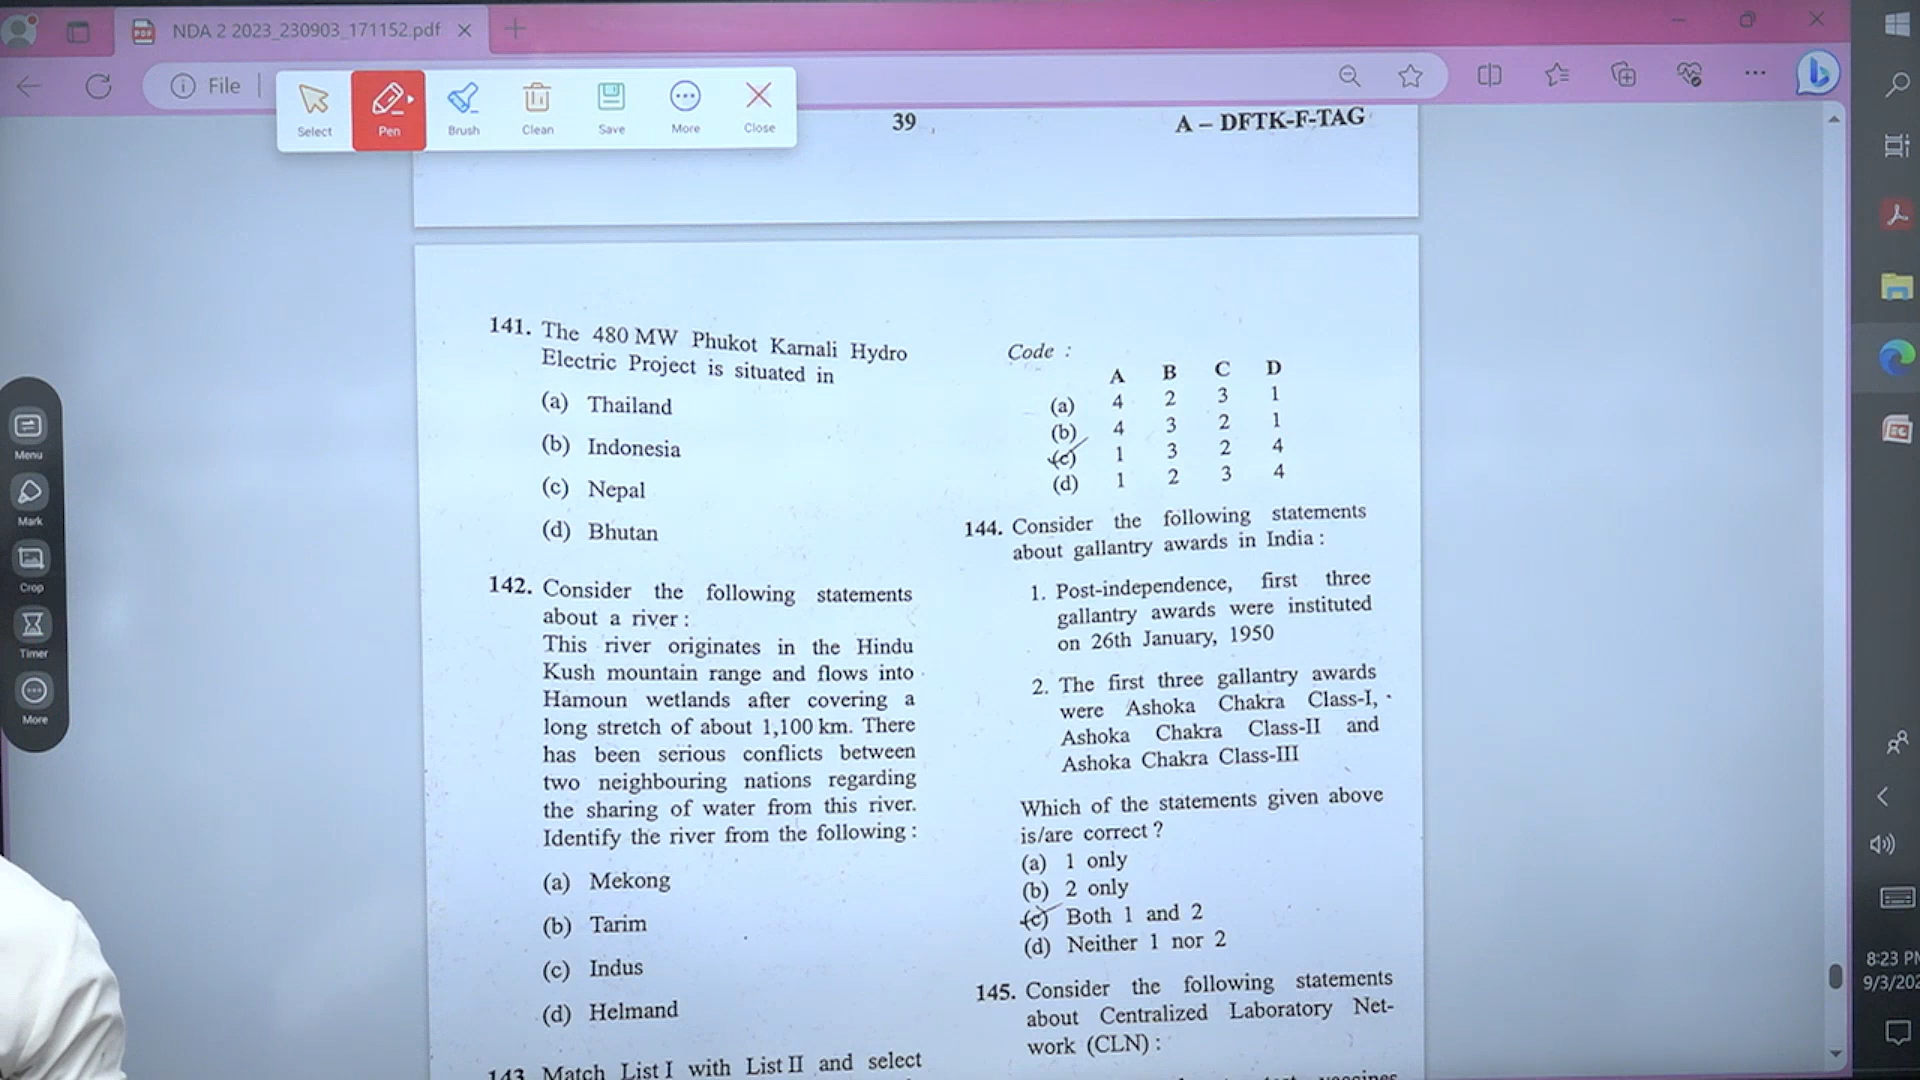 NDA 2 2023_230903_171152.pdf
File
Select
Pen
Brush
Clean
Save
More
Close
39
A – DFTK-F-TAG
141. The 480 MW Phukot Karnali Hydro
Electric Project is situated in
(a) Thailand
(b) Indonesia
(c) Nepal
(d) Bhutan
142. Consider the following statements
about a river :
This river originates in the Hindu
Kush mountain range and flows into
Hamoun wetlands after covering a
long stretch of about 1,100 km. There
has been serious conflicts between
two neighbouring nations regarding
the sharing of water from this river.
Identify the river from the following :
(a) Mekong
(b) Tarim
(c) Indus
(d) Helmand
143. Match List I with List II and select
Code :
A B C D
(a) 4 2 3 1
(b) 4 3 2 1
(c) 1 3 2 4
(d) 1 2 3 4
144. Consider the following statements
about gallantry awards in India :
1. Post-independence, first three
gallantry awards were instituted
on 26th January, 1950
2. The first three gallantry awards
were Ashoka Chakra Class-I,
Ashoka Chakra Class-II and
Ashoka Chakra Class-III
Which of the statements given above
is/are correct ?
(a) 1 only
(b) 2 only
(c) Both 1 and 2
(d) Neither 1 nor 2
145. Consider the following statements
about Centralized Laboratory Net-
work (CLN) :
Menu
Mark
Crop
Timer
More
8:23 PM
9/3/202